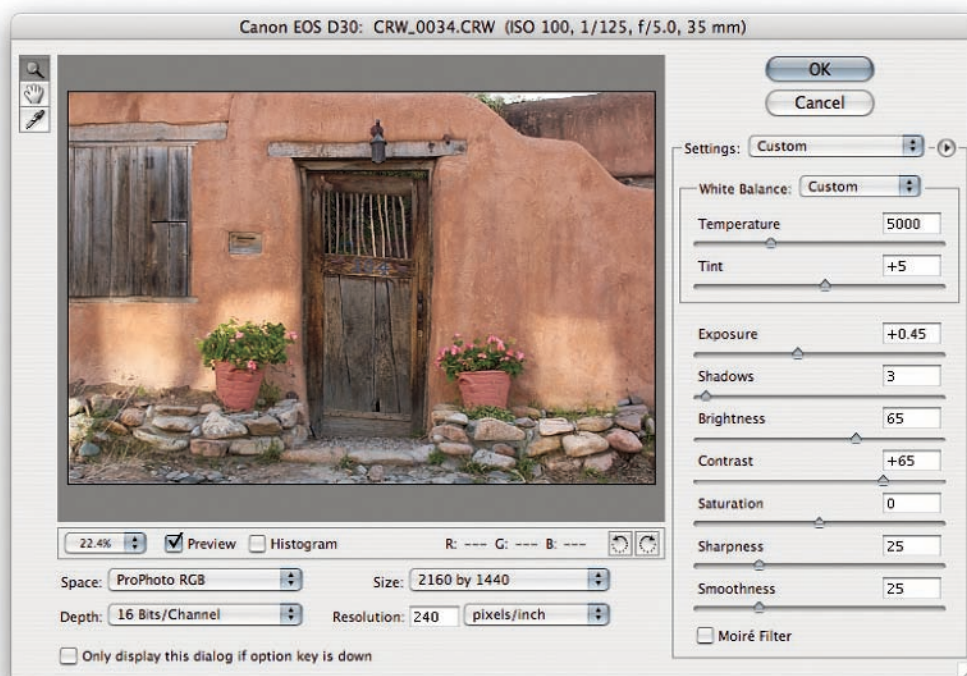 Canon EOS D30: CRW_0034.CRW (ISO 100, 1/125, f/5.0, 35 mm)
OK
Cancel
Settings: Custom
White Balance: Custom
Temperature 5000
Tint +5
Exposure +0.45
Shadows 3
Brightness 65
Contrast +65
Saturation 0
Sharpness 25
Smoothness 25
Moiré Filter
22.4% Preview Histogram R: --- G: --- B: ---
Space: ProPhoto RGB Size: 2160 by 1440
Depth: 16 Bits/Channel Resolution: 240 pixels/inch
Only display this dialog if option key is down